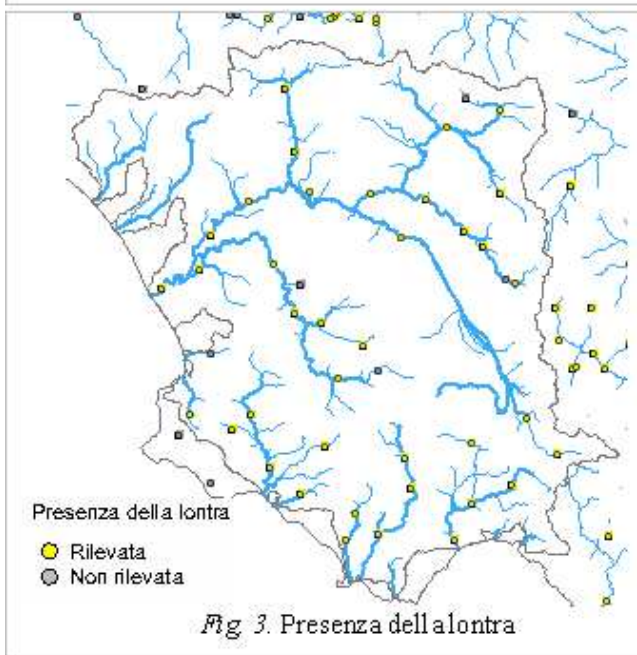 Presenza della lontra
Rilevata
Non rilevata
Fig. 3. Presenza della lontra